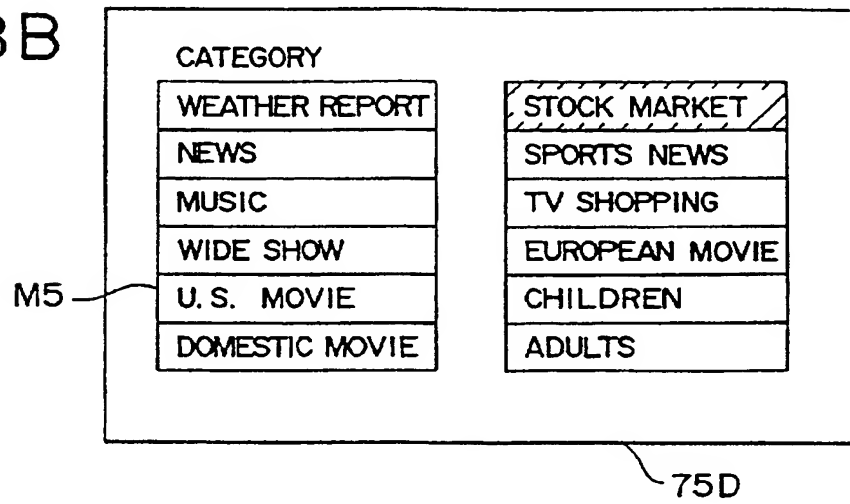 3B
CATEGORY
WEATHER REPORT
NEWS
MUSIC
WIDE SHOW
U.S. MOVIE
DOMESTIC MOVIE
STOCK MARKET
SPORTS NEWS
TV SHOPPING
EUROPEAN MOVIE
CHILDREN
ADULTS
M5
75D